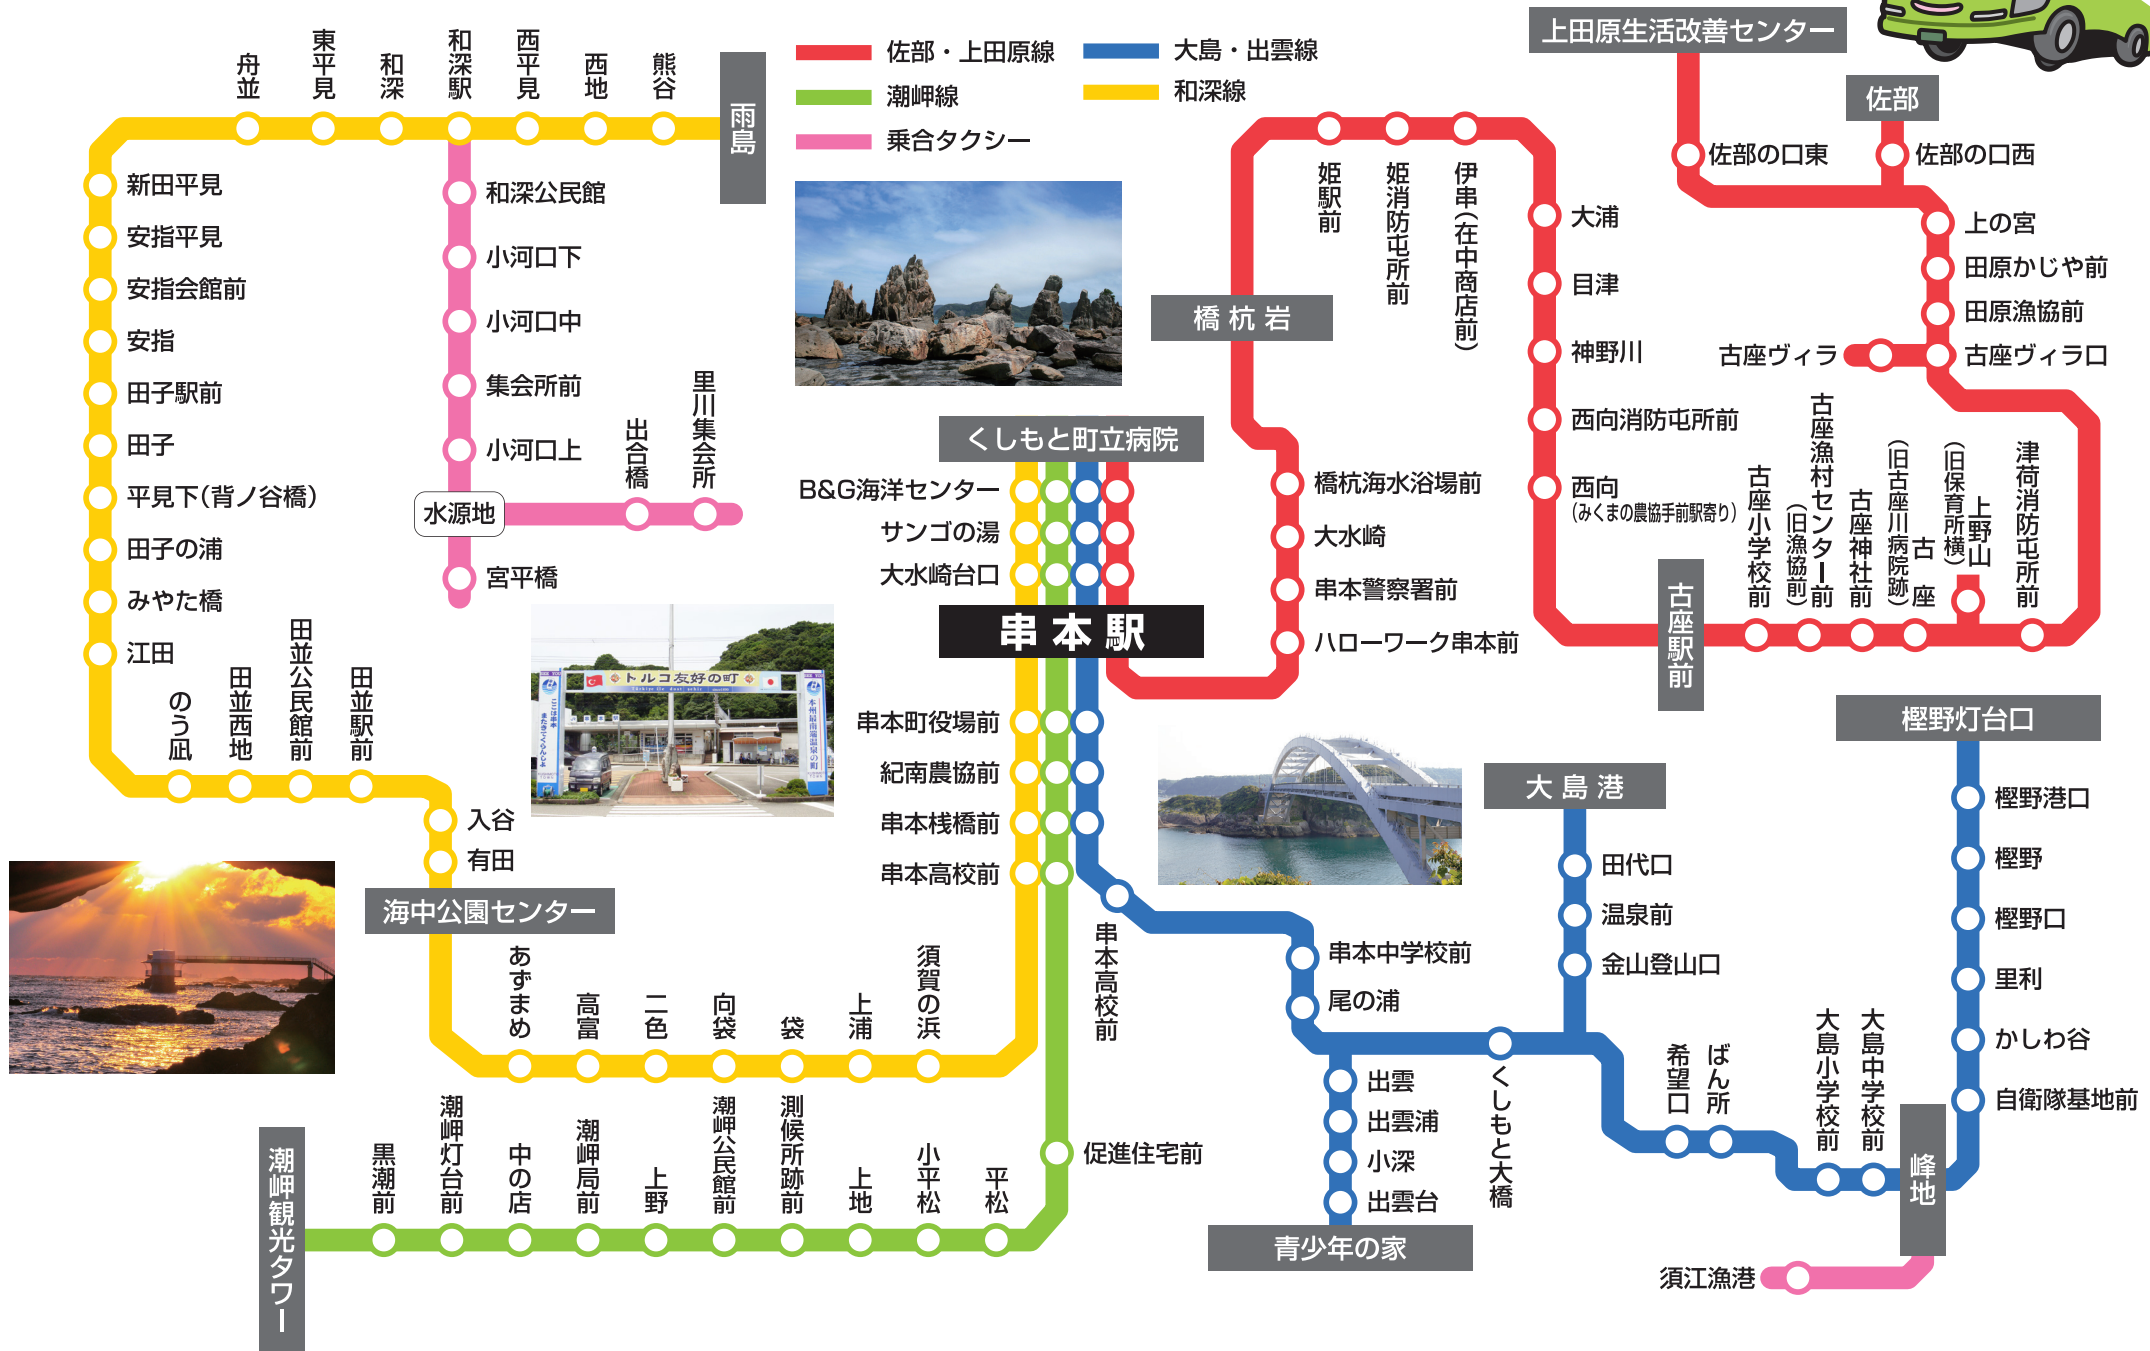 佐部・上田原線
大島・出雲線
潮岬線
和深線
乗合タクシー
舟並
東平見
和深
和深駅
西平見
西地
熊谷
雨島
新田平見
安指平見
安指会館前
安指
田子駅前
田子
平見下(背ノ谷橋)
田子の浦
みやた橋
江田
のう凪
田並西地
田並公民館前
田並駅前
入谷
有田
海中公園センター
あずまめ
高富
二色
向袋
袋
上浦
須賀の浜
和深公民館
小河口下
小河口中
集会所前
小河口上
水源地
出合橋
里川集会所
宮平橋
トルコ友好の町
本州最南端温泉の町
くしもと町立病院
B&G海洋センター
サンゴの湯
大水崎台口
串本駅
串本町役場前
紀南農協前
串本桟橋前
串本高校前
促進住宅前
平松
小平松
上地
測候所跡前
潮岬公民館前
上野
潮岬局前
中の店
潮岬灯台前
黒潮前
潮岬観光タワー
上田原生活改善センター
佐部
佐部の口東
佐部の口西
上の宮
田原かじや前
田原漁協前
古座ヴィラ
古座ヴィラ口
姫駅前
姫消防屯所前
伊串(在中商店前)
大浦
目津
神野川
西向消防屯所前
西向
(みくまの農協手前駅寄り)
橋杭岩
橋杭海水浴場前
大水崎
串本警察署前
ハローワーク串本前
古座駅前
古座小学校前
古座漁村センター前
(旧漁協前)
古座神社前
古座
(旧古座川病院跡)
上野山
(旧保育所横)
津荷消防屯所前
串本高校前
串本中学校前
尾の浦
出雲
出雲浦
小深
出雲台
青少年の家
くしもと大橋
大島港
田代口
温泉前
金山登山口
希望口
ばん所
大島小学校前
大島中学校前
峰地
須江漁港
樫野灯台口
樫野港口
樫野
樫野口
里利
かしわ谷
自衛隊基地前